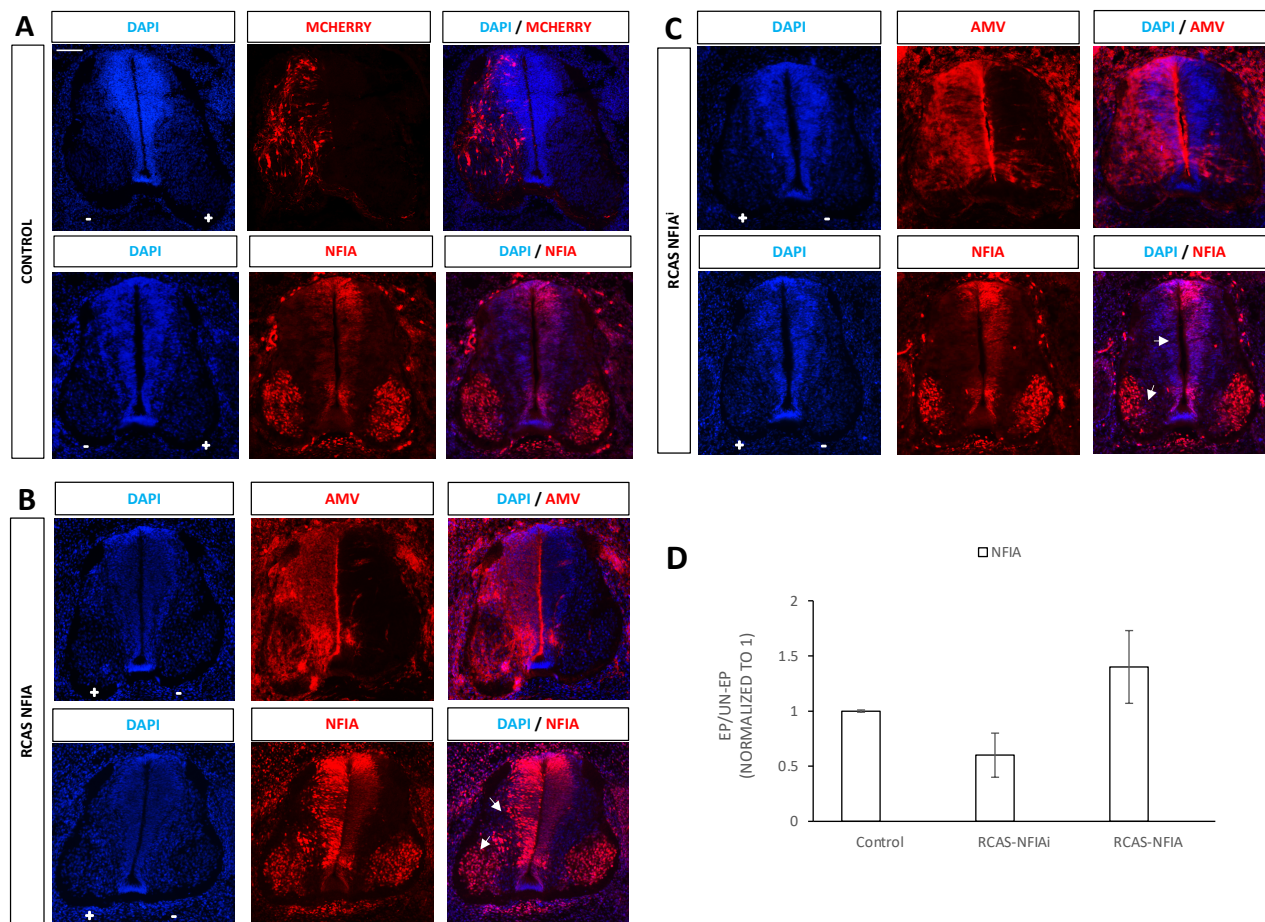 A
DAPI
MCHERRY
DAPI / MCHERRY
CONTROL
- +
DAPI
NFIA
DAPI / NFIA
- +
B
DAPI
AMV
DAPI / AMV
RCAS NFIA
+ -
DAPI
NFIA
DAPI / NFIA
+ -
C
DAPI
AMV
DAPI / AMV
RCAS NFIAⁱ
+ -
DAPI
NFIA
DAPI / NFIA
+ -
D
NFIA
EP/UN-EP
(NORMALIZED TO 1)
2
1.5
1
0.5
0
Control
RCAS-NFIAi
RCAS-NFIA